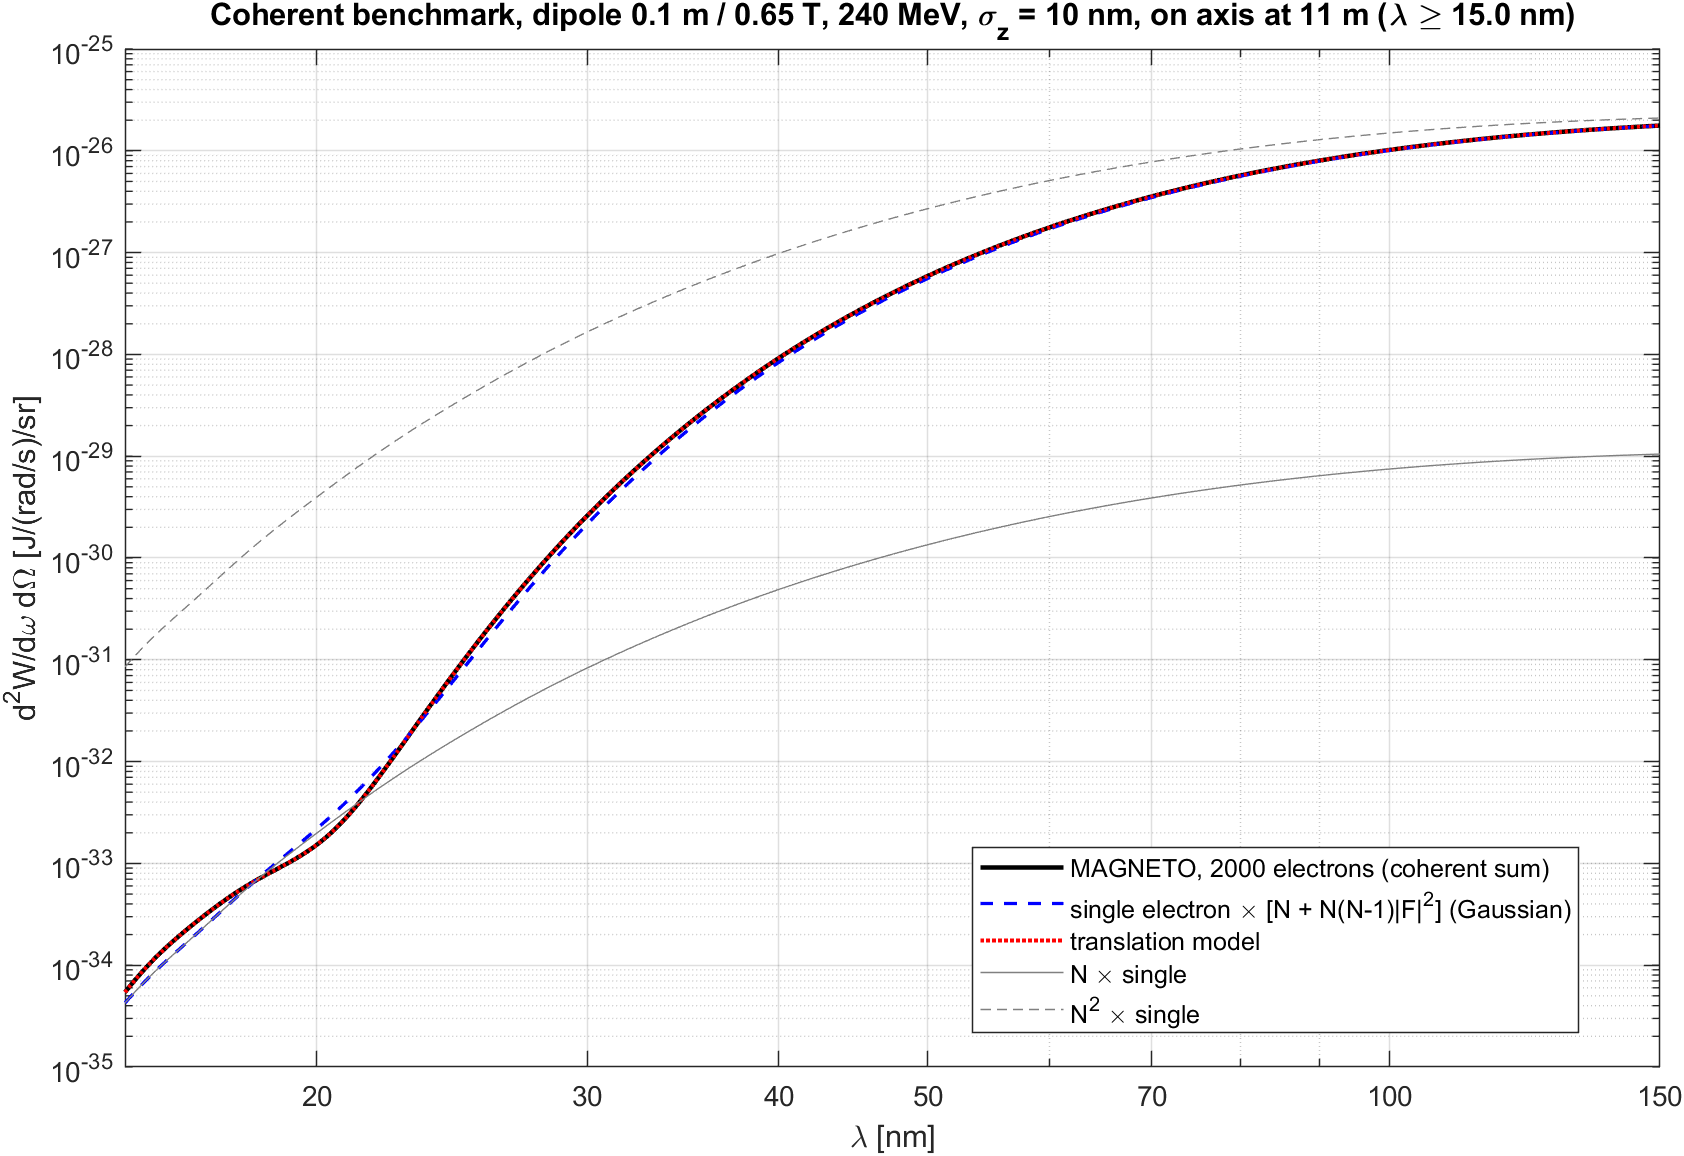 Coherent benchmark, dipole 0.1 m / 0.65 T, 240 MeV, σz = 10 nm, on axis at 11 m (λ ≥ 15.0 nm)
10^-25
10^-26
10^-27
10^-28
10^-29
10^-30
10^-31
10^-32
10^-33
10^-34
10^-35
d²W/dω dΩ [J/(rad/s)/sr]
MAGNETO, 2000 electrons (coherent sum)
single electron × [N + N(N-1)|F|²] (Gaussian)
translation model
N × single
N² × single
20 30 40 50 70 100 150
λ [nm]